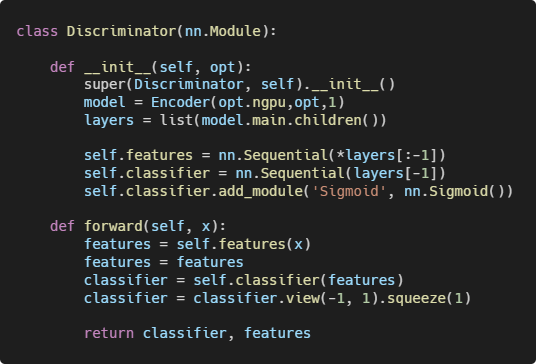 class Discriminator(nn.Module):
def __init__(self, opt):
super(Discriminator, self).__init__()
model = Encoder(opt.ngpu,opt,1)
layers = list(model.main.children())
self.features = nn.Sequential(*layers[:-1])
self.classifier = nn.Sequential(layers[-1])
self.classifier.add_module('Sigmoid', nn.Sigmoid())
def forward(self, x):
features = self.features(x)
features = features
classifier = self.classifier(features)
classifier = classifier.view(-1, 1).squeeze(1)
return classifier, features